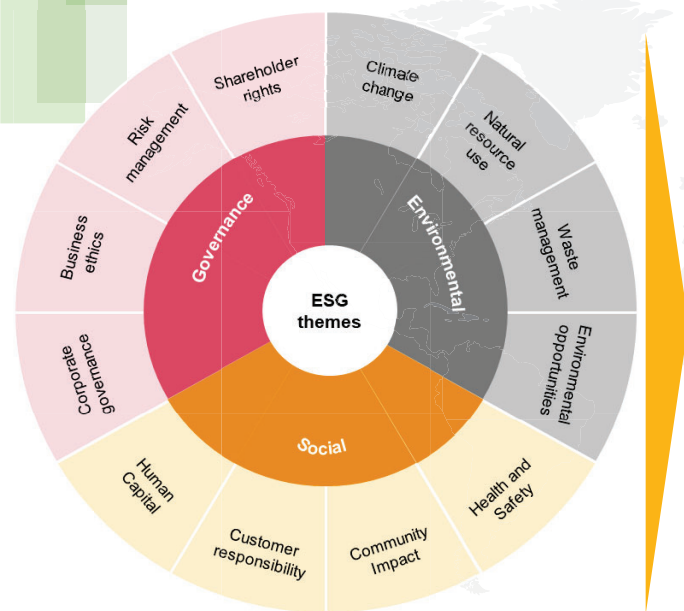 ESG
themes
Environmental
Social
Governance
Climate
change
Natural
resource
use
Waste
management
Environmental
opportunities
Health and
Safety
Community
Impact
Customer
responsibility
Human
Capital
Corporate
governance
Business
ethics
Risk
management
Shareholder
rights